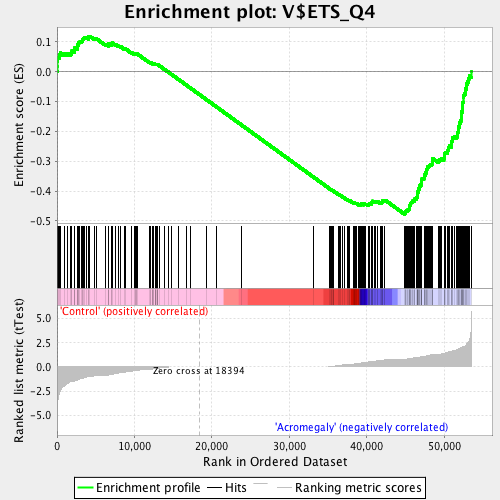 Enrichment plot: V$ETS_Q4
Enrichment score (ES)
0.1
0.0
-0.1
-0.2
-0.3
-0.4
-0.5
Ranked list metric (tTest)
'Control' (positively correlated)
5.0
2.5
0.0
-2.5
-5.0
Zero cross at 18394
'Acromegaly' (negatively correlated)
0
10,000
20,000
30,000
40,000
50,000
Rank in Ordered Dataset
Enrichment profile
Hits
Ranking metric scores